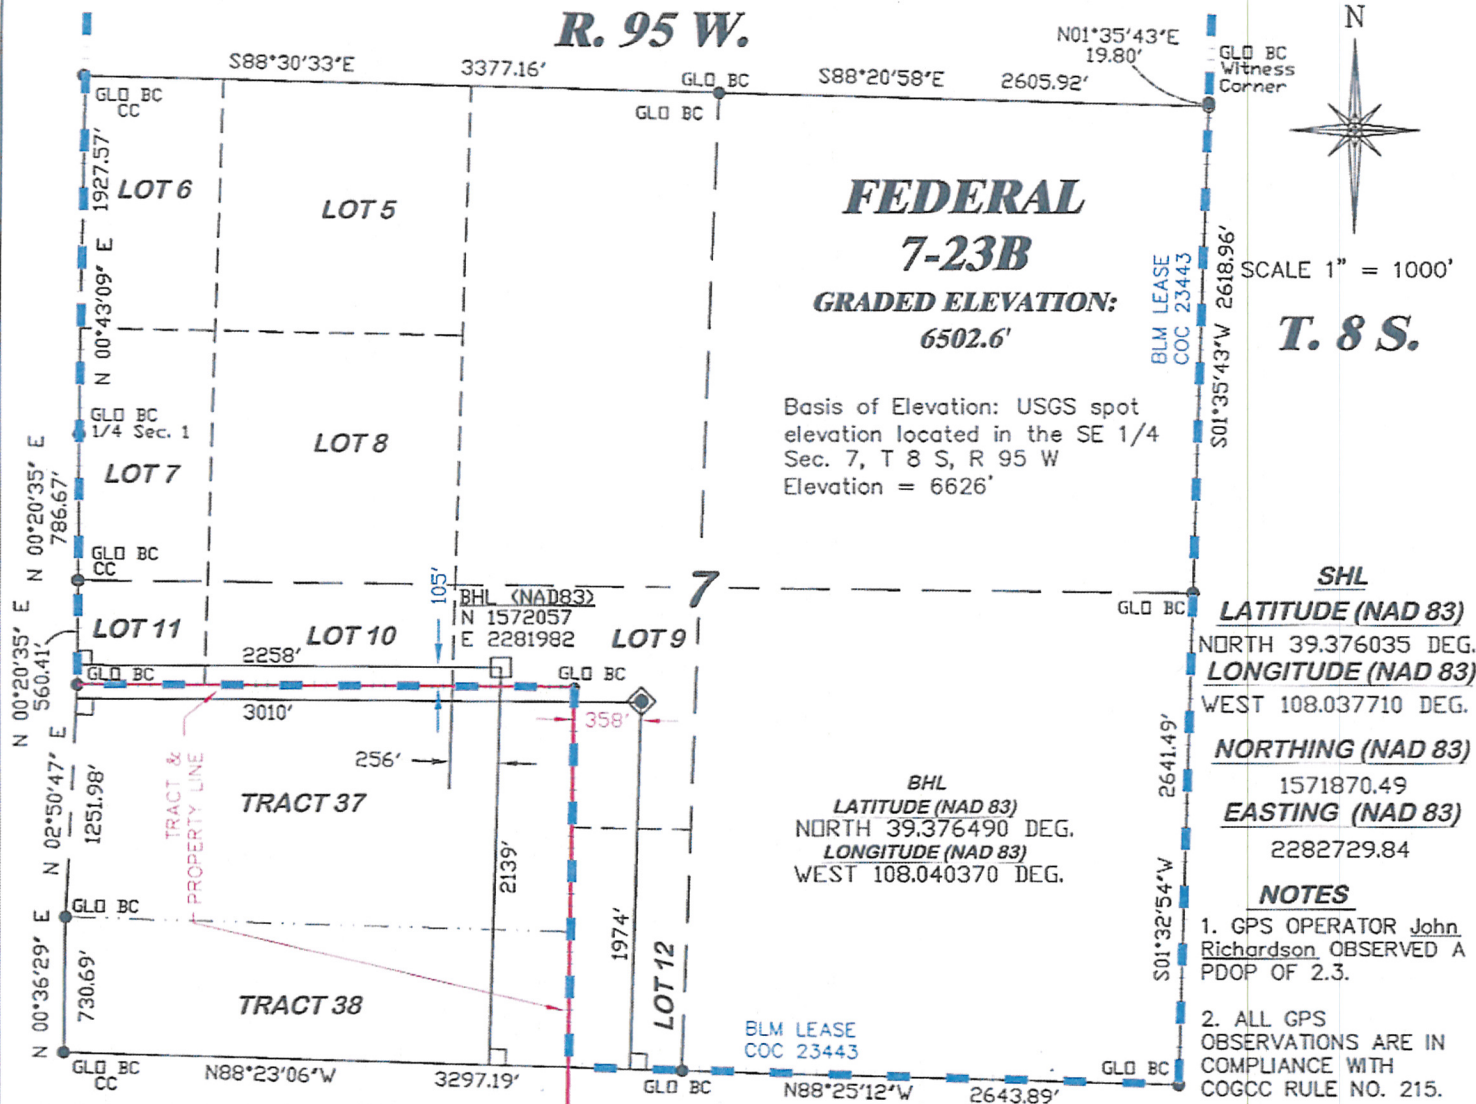 R. 95 W.
N
N01°35'43"E
19.80'
GLO BC
Witness
Corner
S88°30'33"E
3377.16'
GLO BC
S88°20'58"E
2605.92'
GLO BC
CC
GLO BC
1927.57'
LOT 6
LOT 5
FEDERAL
7-23B
GRADED ELEVATION:
6502.6'
N 00°43'09" E
BLM LEASE
COC 23443
S01°35'43"W 2618.96'
SCALE 1" = 1000'
T. 8 S.
GLO BC
1/4 Sec. 1
LOT 7
LOT 8
Basis of Elevation: USGS spot
elevation located in the SE 1/4
Sec. 7, T 8 S, R 95 W
Elevation = 6626'
N 00°20'35" E
786.67'
GLO BC
CC
105'
BHL (NAD83)
N 1572057
E 2281982
7
GLO BC
SHL
LATITUDE (NAD 83)
NORTH 39.376035 DEG.
LONGITUDE (NAD 83)
WEST 108.037710 DEG.
NORTHING (NAD 83)
1571870.49
EASTING (NAD 83)
2282729.84
N 00°20'35" E
560.41'
LOT 11
LOT 10
LOT 9
2258'
GLO BC
GLO BC
3010'
358'
256'
TRACT &
PROPERTY LINE
TRACT 37
N 02°50'47" E
1251.98'
2139'
1974'
2641.49'
S01°32'54"W
BHL
LATITUDE (NAD 83)
NORTH 39.376490 DEG.
LONGITUDE (NAD 83)
WEST 108.040370 DEG.
GLO BC
N 00°36'29" E
730.69'
TRACT 38
LOT 12
BLM LEASE
COC 23443
NOTES
1. GPS OPERATOR John
Richardson OBSERVED A
PDOP OF 2.3.
2. ALL GPS
OBSERVATIONS ARE IN
COMPLIANCE WITH
COGCC RULE NO. 215.
GLO BC
CC
N88°23'06"W
3297.19'
GLO BC
N88°25'12"W
2643.89'
GLO BC